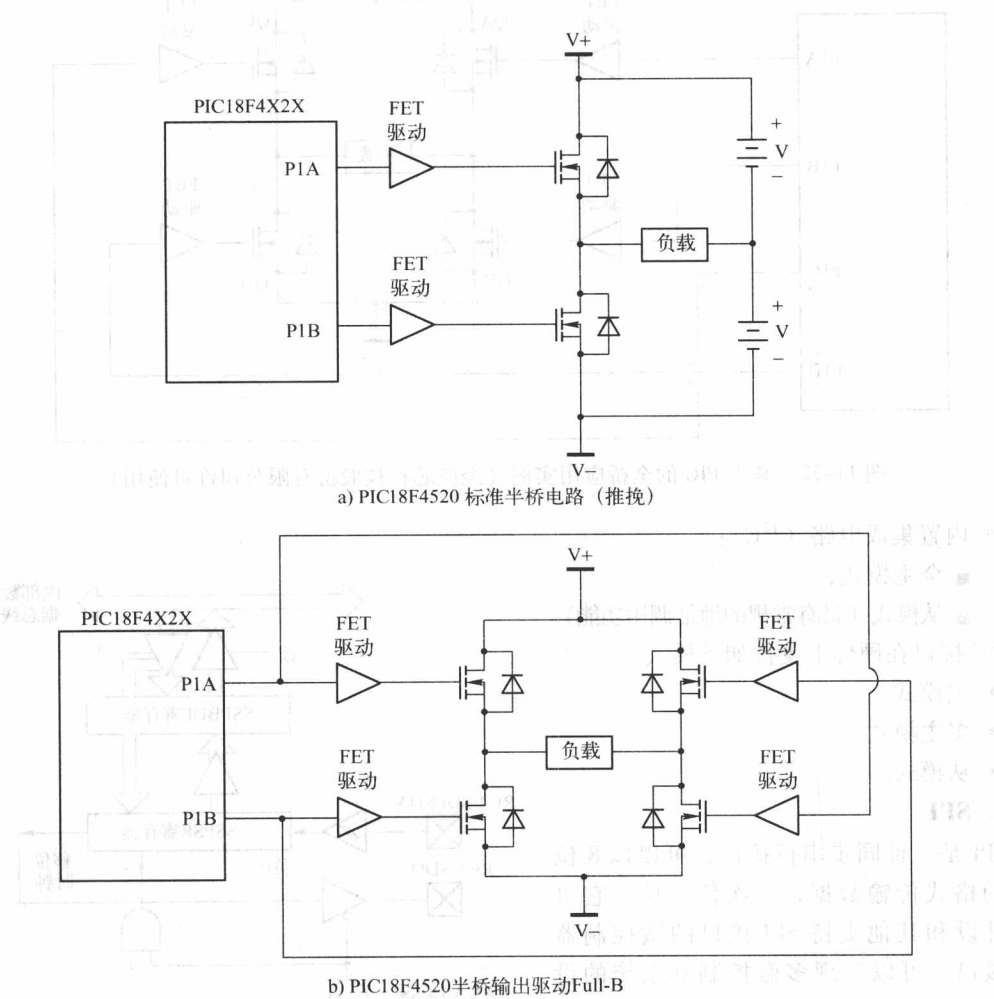 V+
PIC18F4X2X
FET
驱动
P1A
+
V
−
负载
FET
驱动
P1B
+
V
−
V−
a) PIC18F4520 标准半桥电路（推挽）
V+
PIC18F4X2X
FET
驱动
FET
驱动
P1A
负载
FET
驱动
FET
驱动
P1B
V−
b) PIC18F4520半桥输出驱动Full-B